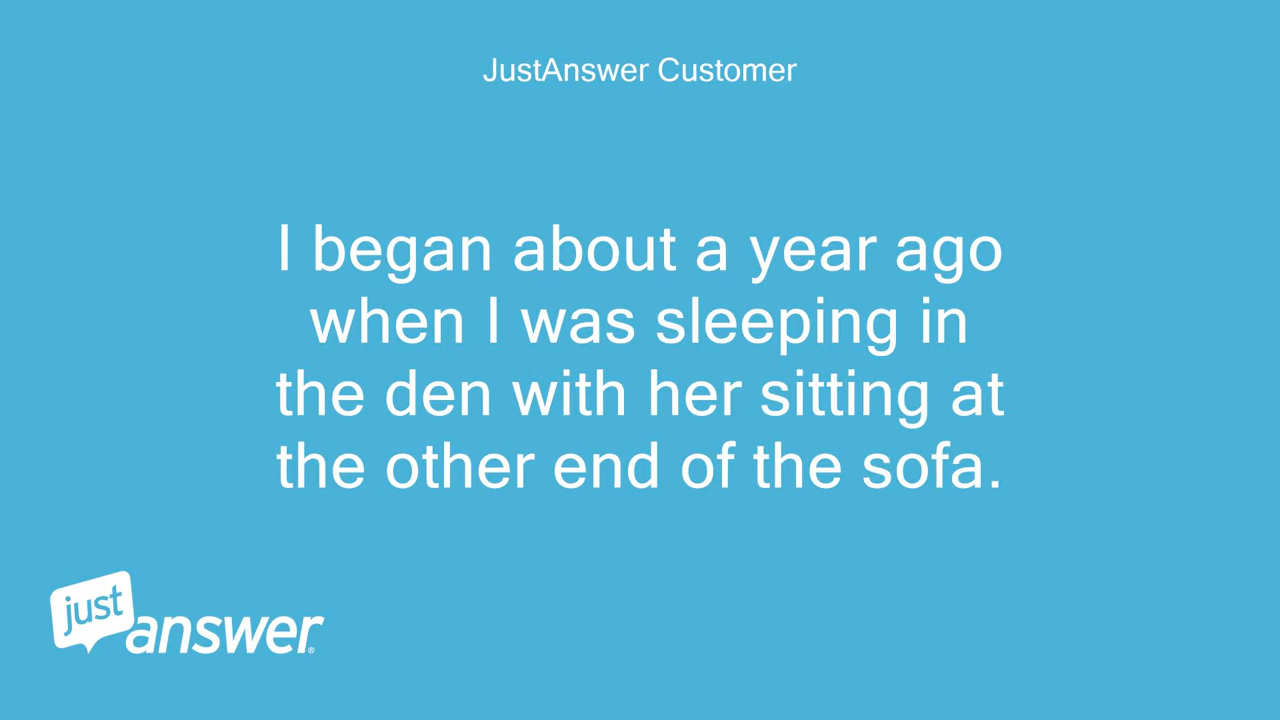 JustAnswer Customer
I began about a year ago
when I was sleeping in
the den with her sitting at
the other end of the sofa.
just
answer®